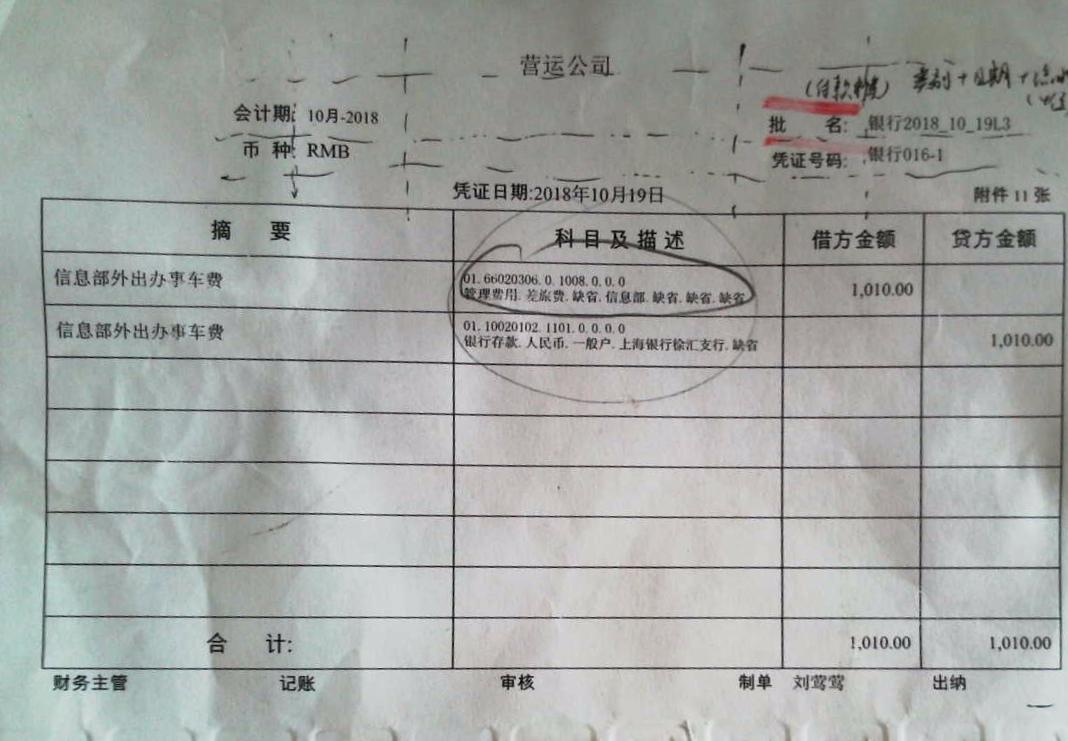 营运公司
(付款 类别+日期+
会计期: 10月-2018
批 名: 银行2018_10_19L3
币 种: RMB
凭证号码: 银行016-1
凭证日期:2018年10月19日
附件 11 张
摘 要 科目及描述 借方金额 贷方金额
信息部外出办事车费 01. 66020306. 0. 1008. 0. 0. 0 1,010.00
管理费用. 差旅费. 缺省. 信息部. 缺省. 缺省. 缺省
信息部外出办事车费 01. 10020102. 1101. 0. 0. 0. 0 1,010.00
银行存款. 人民币. 一般户. 上海银行徐汇支行. 缺省
合 计: 1,010.00 1,010.00
财务主管 记账 审核 制单 刘莺莺 出纳